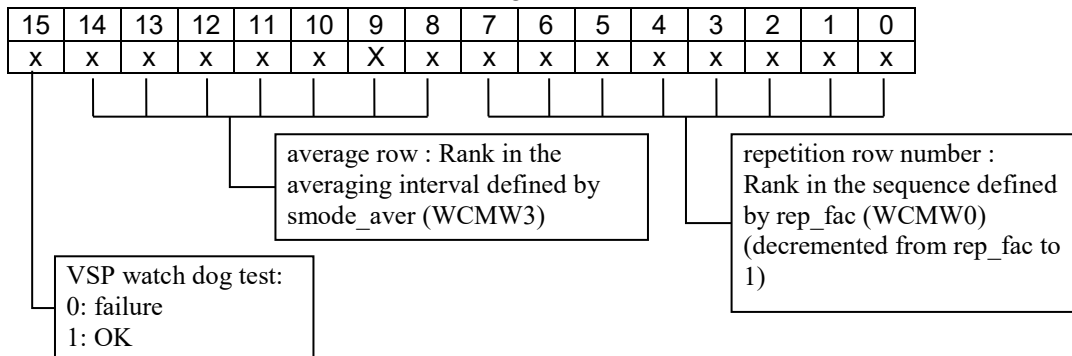 15 14 13 12 11 10 9 8 7 6 5 4 3 2 1 0
x x x x x x X x x x x x x x x x
average row : Rank in the
averaging interval defined by
smode_aver (WCMW3)
repetition row number :
Rank in the sequence defined
by rep_fac (WCMW0)
(decremented from rep_fac to
1)
VSP watch dog test:
0: failure
1: OK